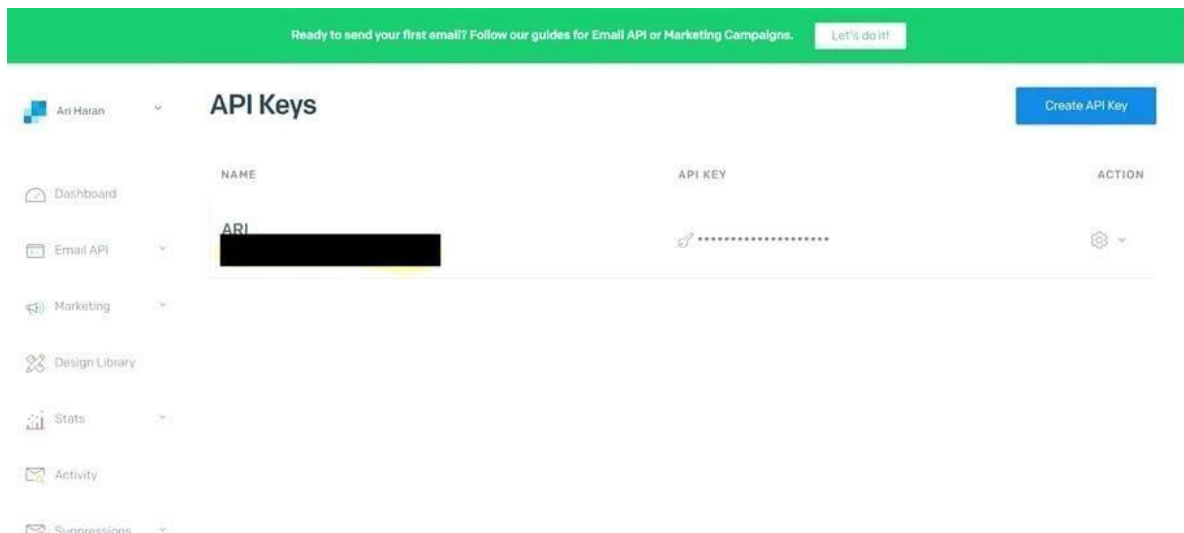 Ready to send your first email? Follow our guides for Email API or Marketing Campaigns. Let's do it!
Ari Haran
API Keys
Create API Key
NAME API KEY ACTION
ARI
••••••••••••••••••••
Dashboard
Email API
Marketing
Design Library
Stats
Activity
Suppressions